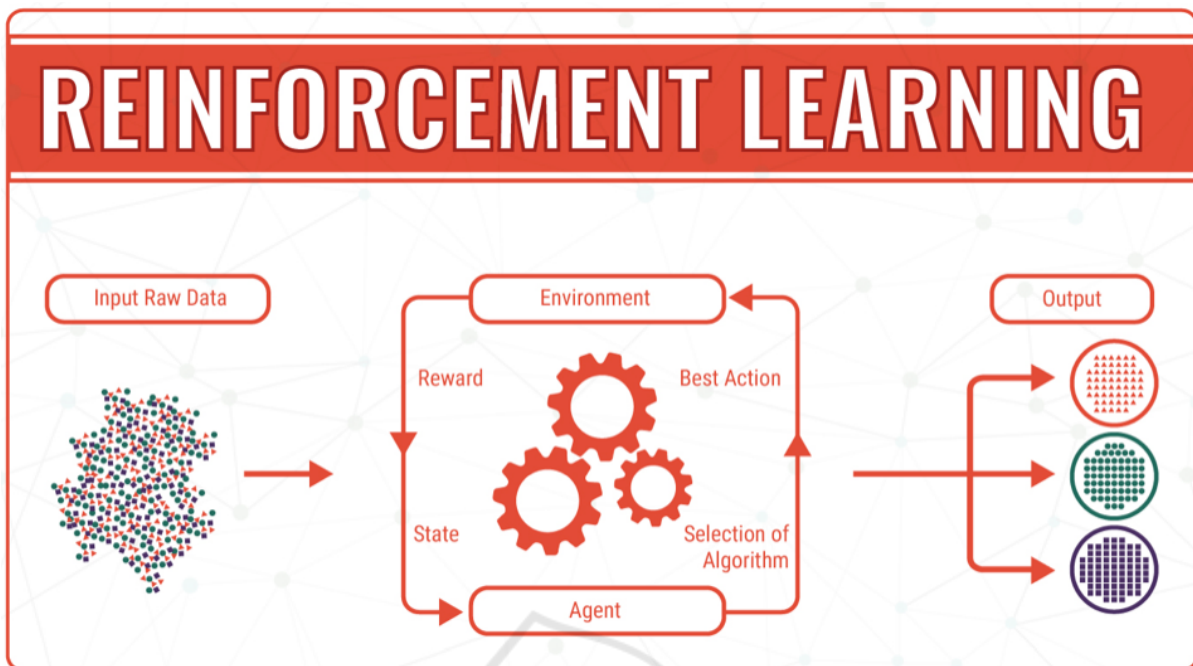 REINFORCEMENT LEARNING
Input Raw Data
Environment
Output
Reward
Best Action
State
Selection of
Algorithm
Agent